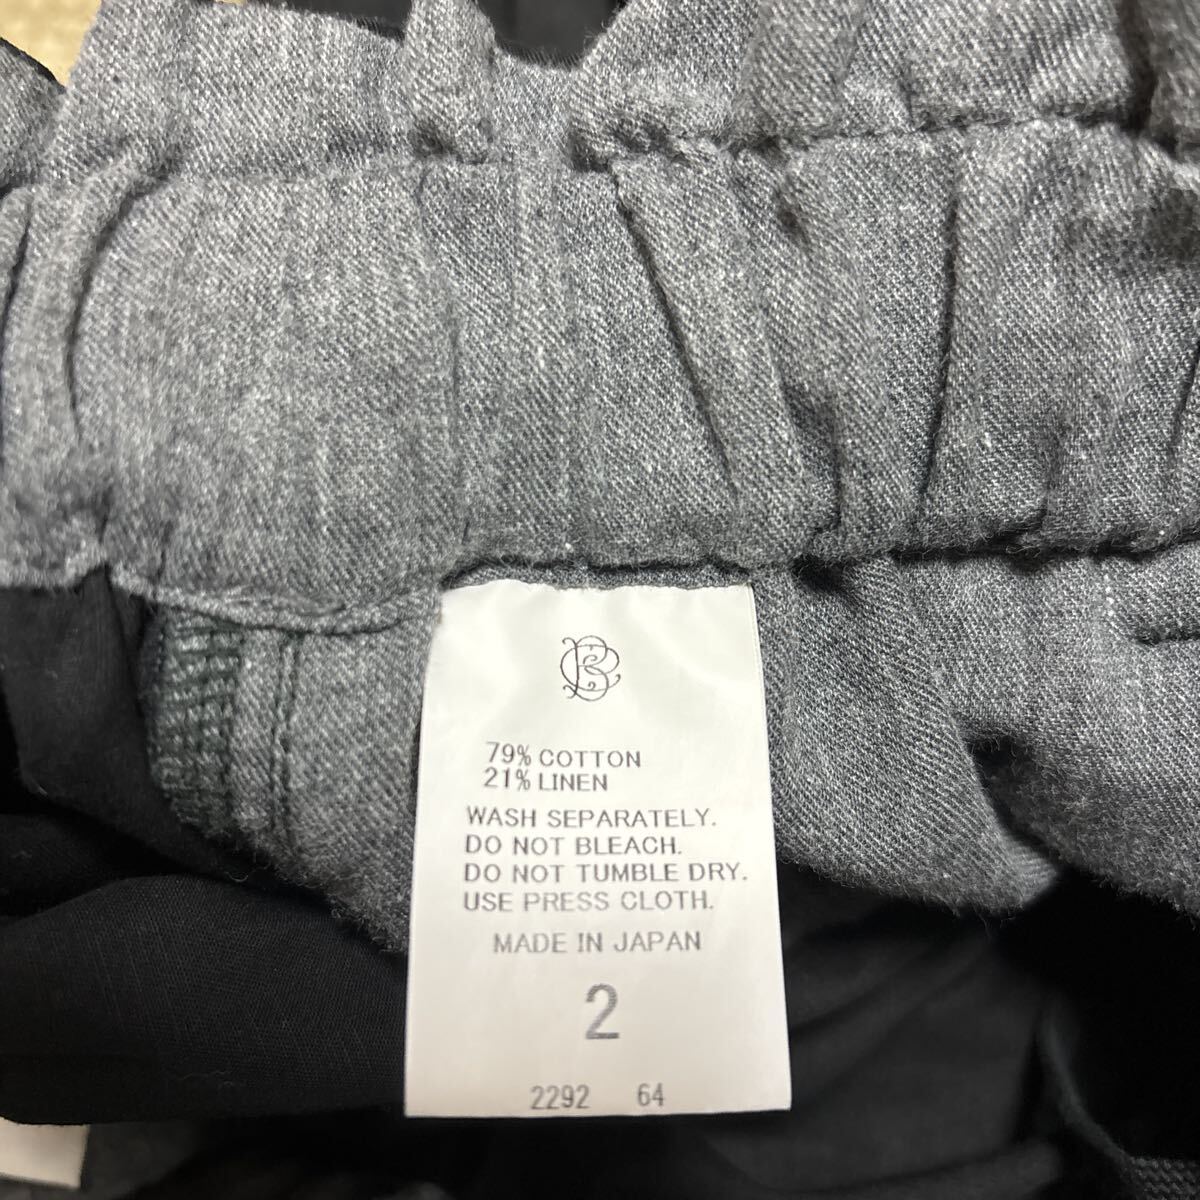 79% COTTON
21% LINEN
WASH SEPARATELY.
DO NOT BLEACH.
DO NOT TUMBLE DRY.
USE PRESS CLOTH.
MADE IN JAPAN
2
2292 64